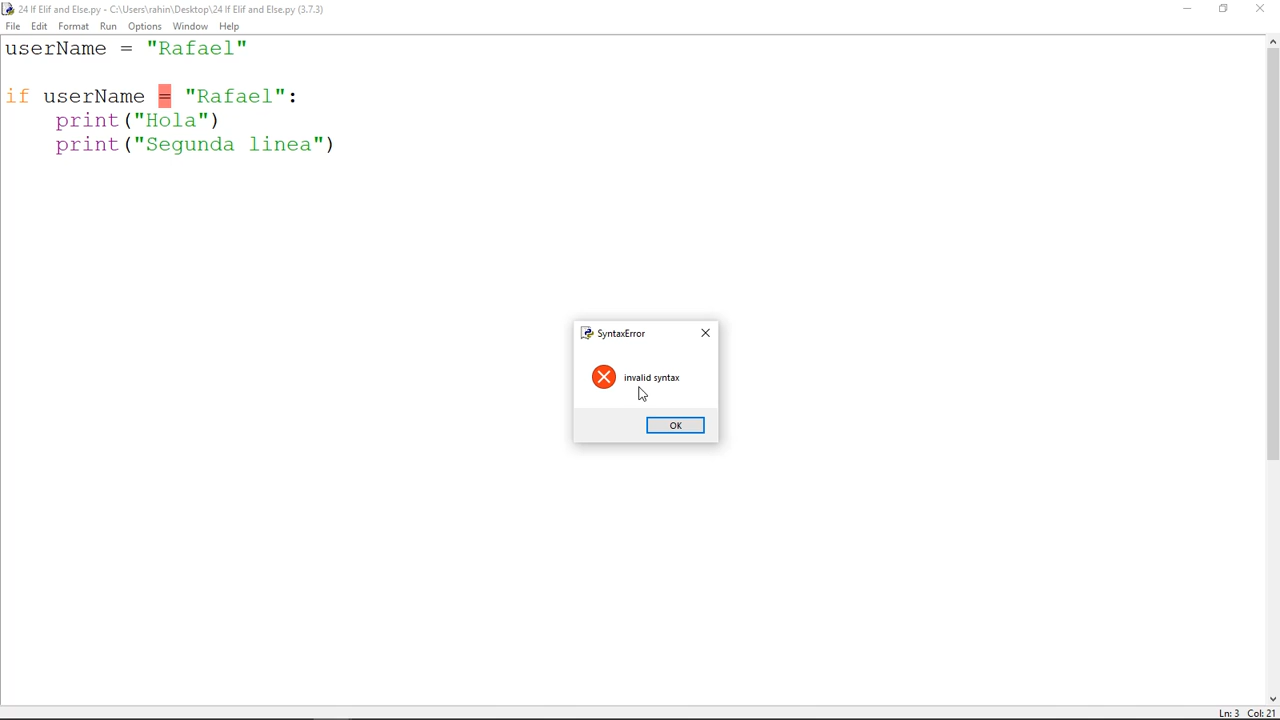 24 If Elif and Else.py - C:\Users\rahin\Desktop\24 If Elif and Else.py (3.7.3)
File Edit Format Run Options Window Help
userName = "Rafael"
if userName = "Rafael":
    print("Hola")
    print("Segunda linea")
SyntaxError
invalid syntax
OK
Ln: 3 Col: 21